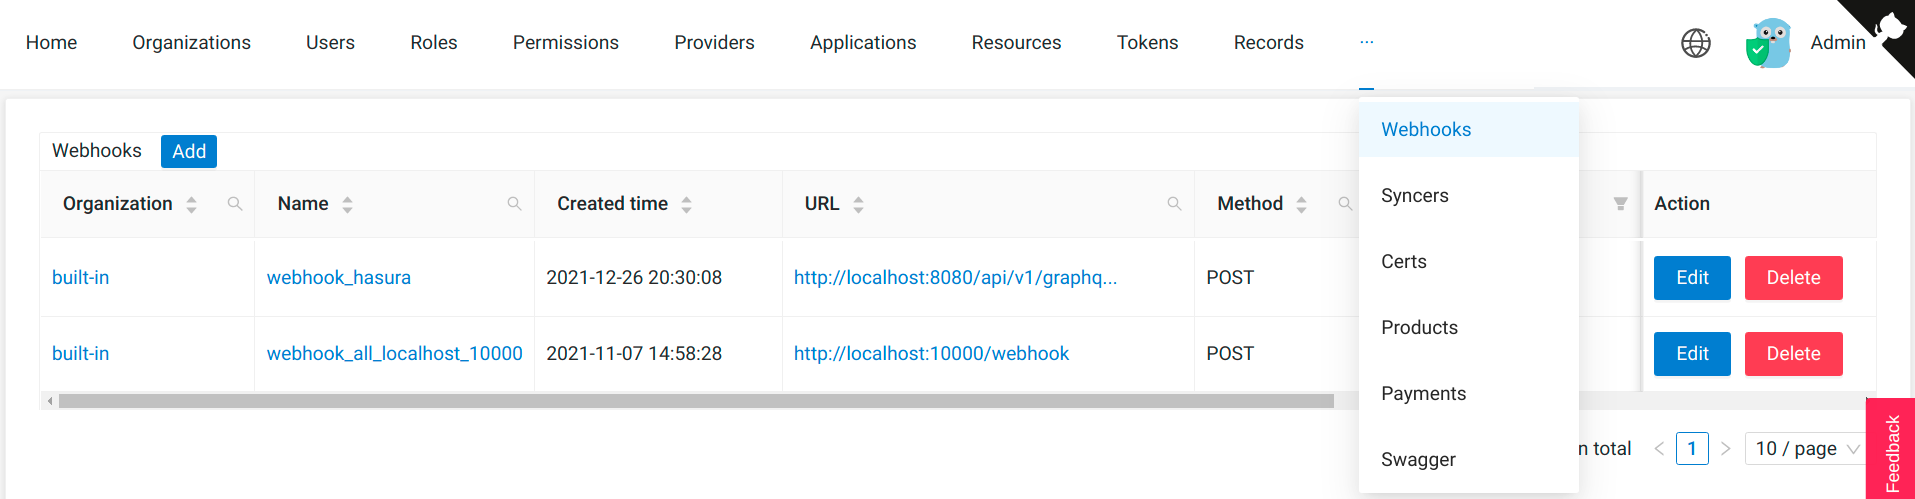 Home Organizations Users Roles Permissions Providers Applications Resources Tokens Records ... Admin
Webhooks Add
Organization Name Created time URL Method Action
built-in webhook_hasura 2021-12-26 20:30:08 http://localhost:8080/api/v1/graphq... POST Edit Delete
built-in webhook_all_localhost_10000 2021-11-07 14:58:28 http://localhost:10000/webhook POST Edit Delete
Webhooks
Syncers
Certs
Products
Payments
Swagger
n total 1 10 / page
Feedback